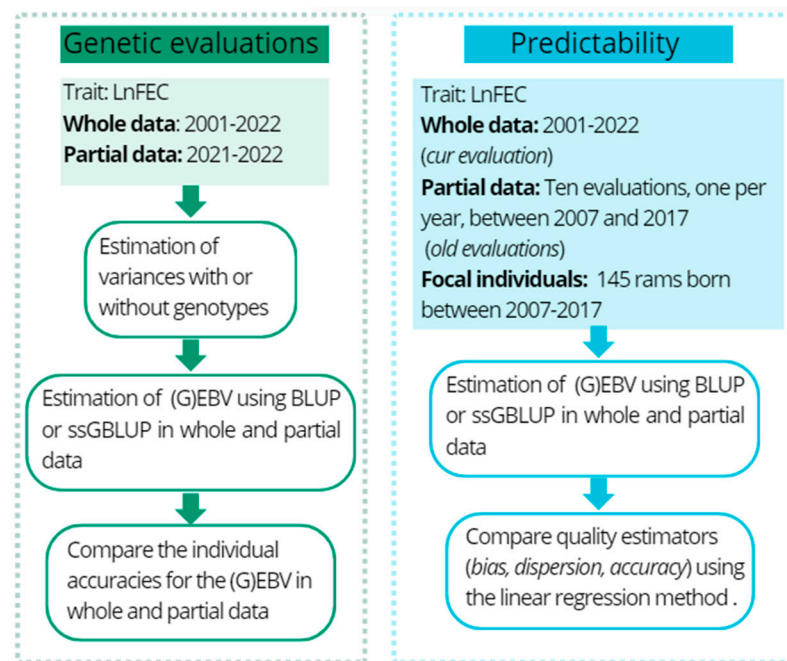 Genetic evaluations
Trait: LnFEC
Whole data: 2001-2022
Partial data: 2021-2022
Estimation of
variances with or
without genotypes
Estimation of (G)EBV using BLUP
or ssGBLUP in whole and partial
data
Compare the individual
accuracies for the (G)EBV in
whole and partial data
Predictability
Trait: LnFEC
Whole data: 2001-2022
(cur evaluation)
Partial data: Ten evaluations, one per
year, between 2007 and 2017
(old evaluations)
Focal individuals: 145 rams born
between 2007-2017
Estimation of (G)EBV using BLUP
or ssGBLUP in whole and partial
data
Compare quality estimators
(bias, dispersion, accuracy) using
the linear regression method .